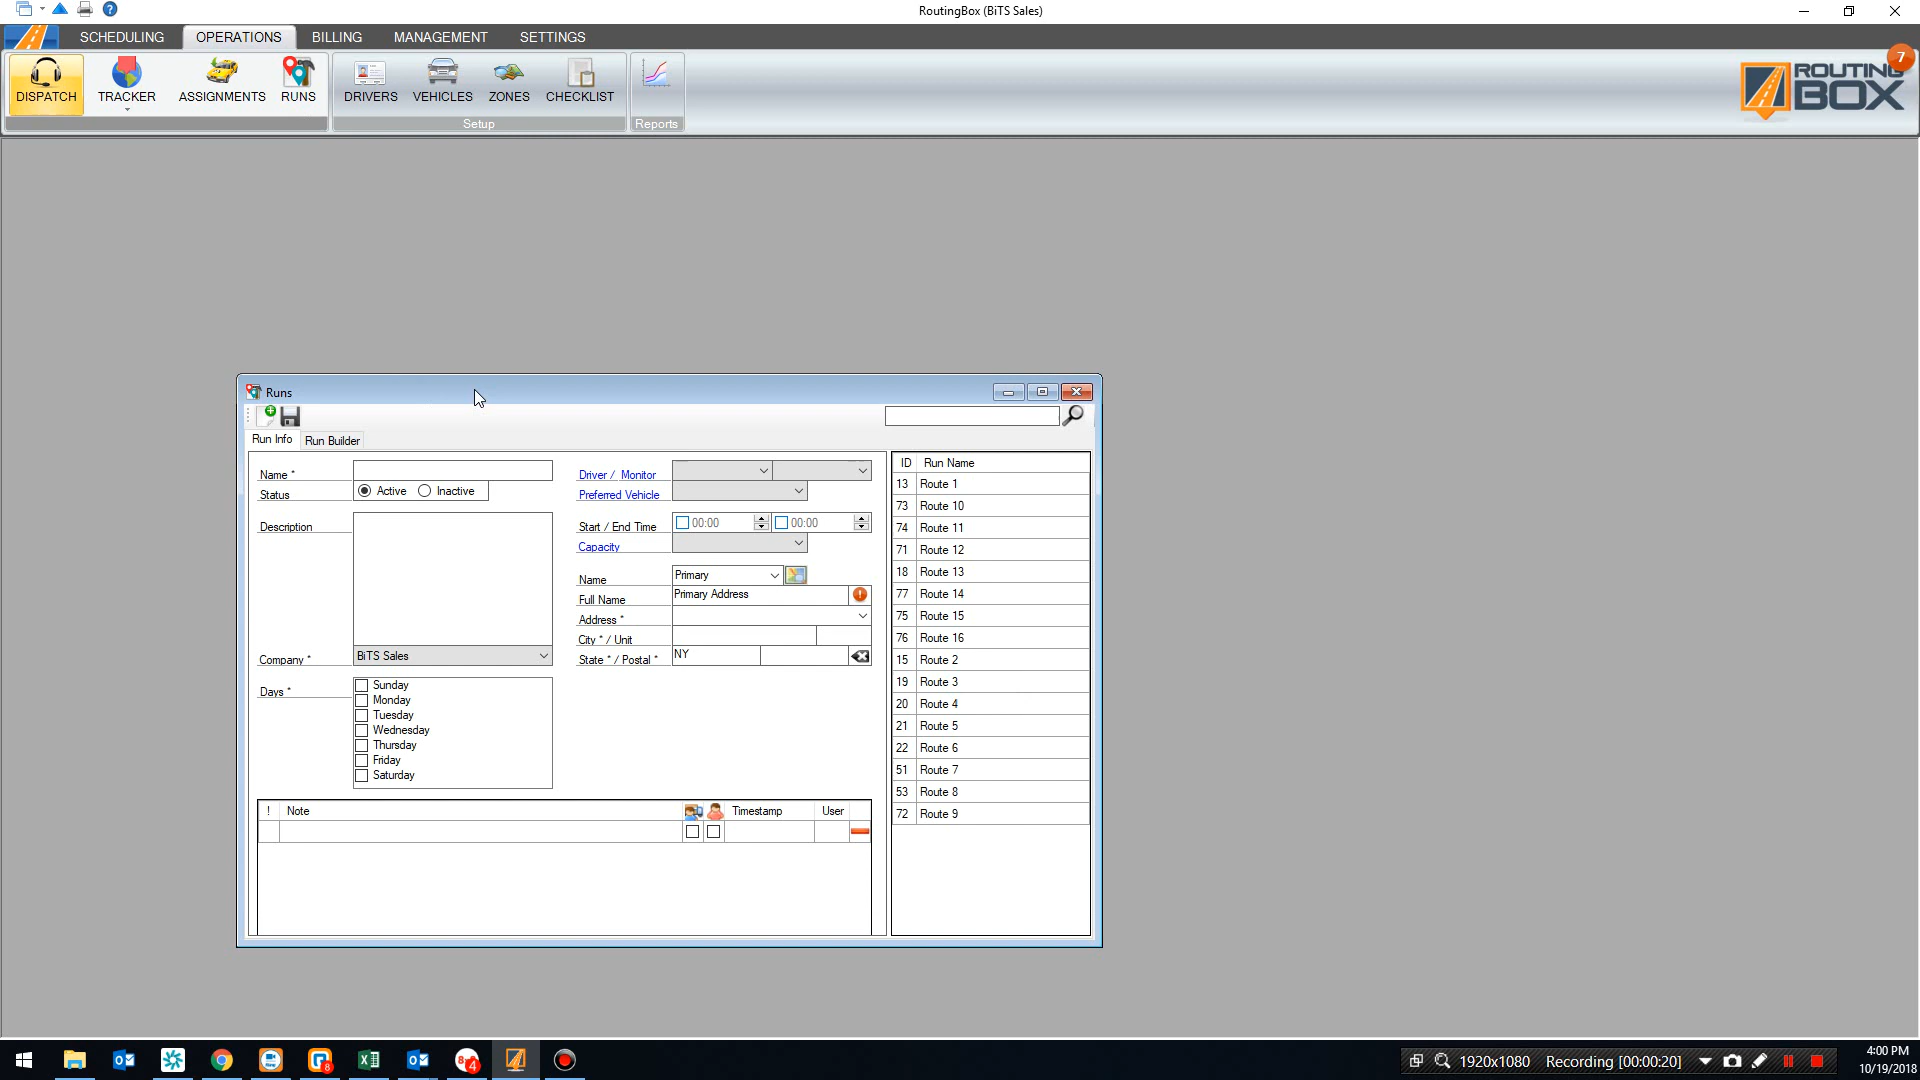 RoutingBox (BiTS Sales)
SCHEDULING OPERATIONS BILLING MANAGEMENT SETTINGS
DISPATCH TRACKER ASSIGNMENTS RUNS DRIVERS VEHICLES ZONES CHECKLIST
Setup Reports
7
ROUTING
BOX
Runs
Run Info Run Builder
Name *
Status Active Inactive
Description
Company * BiTS Sales
Days * Sunday
Monday
Tuesday
Wednesday
Thursday
Friday
Saturday
Driver / Monitor
Preferred Vehicle
Start / End Time 00:00 00:00
Capacity
Name Primary
Full Name Primary Address
Address *
City * / Unit
State * / Postal * NY
! Note Timestamp User
ID Run Name
13 Route 1
73 Route 10
74 Route 11
71 Route 12
18 Route 13
77 Route 14
75 Route 15
76 Route 16
15 Route 2
19 Route 3
20 Route 4
21 Route 5
22 Route 6
51 Route 7
53 Route 8
72 Route 9
1920x1080 Recording [00:00:20]
4:00 PM
10/19/2018